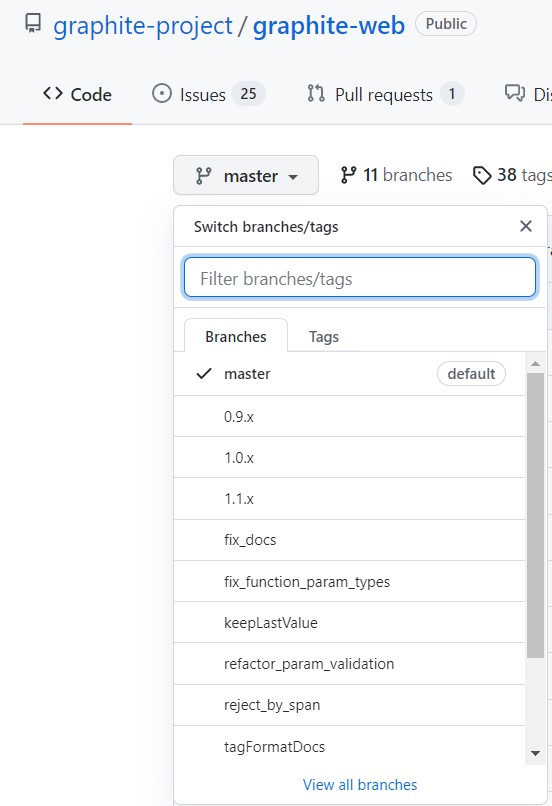 graphite-project / graphite-web Public
Code Issues 25 Pull requests 1
master 11 branches 38 tags
Switch branches/tags
Filter branches/tags
Branches Tags
master default
0.9.x
1.0.x
1.1.x
fix_docs
fix_function_param_types
keepLastValue
refactor_param_validation
reject_by_span
tagFormatDocs
View all branches